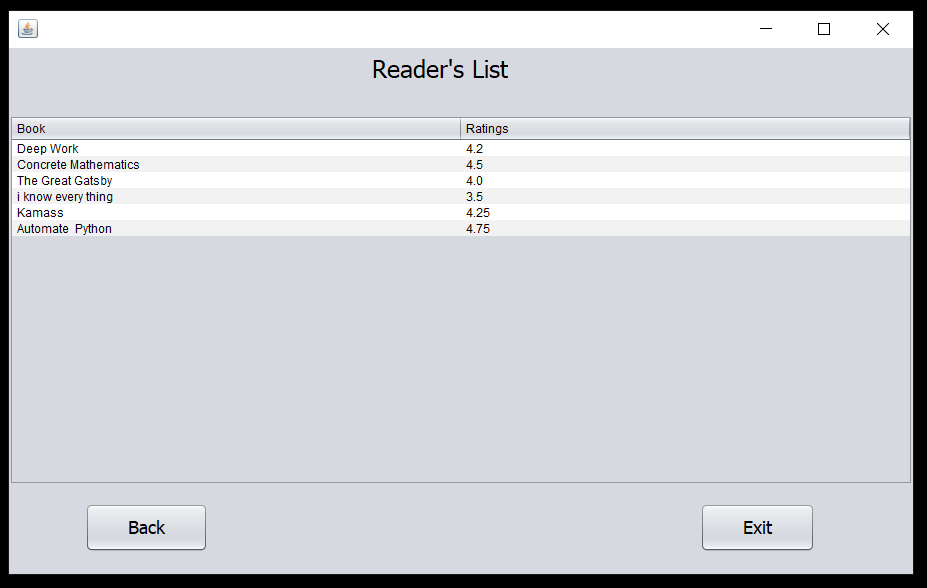 Reader's List
Book Ratings
Deep Work 4.2
Concrete Mathematics 4.5
The Great Gatsby 4.0
i know every thing 3.5
Kamass 4.25
Automate  Python 4.75
Back Exit